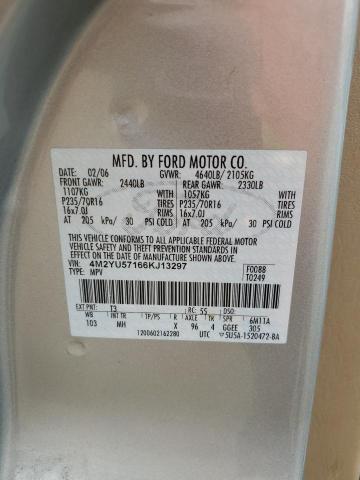 MFD. BY FORD MOTOR CO.
DATE: 02/06 GVWR: 4640LB/ 2105KG
FRONT GAWR: 2440LB REAR GAWR: 2330LB
1107KG WITH 1057KG WITH
P235/70R16 TIRES P235/70R16 TIRES
16x7.0J RIMS 16x7.0J RIMS
AT 205 kPa/ 30 PSI COLD AT 205 kPa/ 30 PSI COLD
THIS VEHICLE CONFORMS TO ALL APPLICABLE FEDERAL MOTOR
VEHICLE SAFETY AND THEFT PREVENTION STANDARDS IN
EFFECT ON THE DATE OF MANUFACTURE SHOWN ABOVE.
VIN: 4M2YU57166KJ13297 F0088
TYPE: MPV T0249
EXT PNT: T3 RC: 55 DSO:
WB INT TR TP/PS R AXLE TR SPR 6M11A
103 MH X 96 4 GGEE 305
1200602162280 UTC 5U5A-1520472-BA